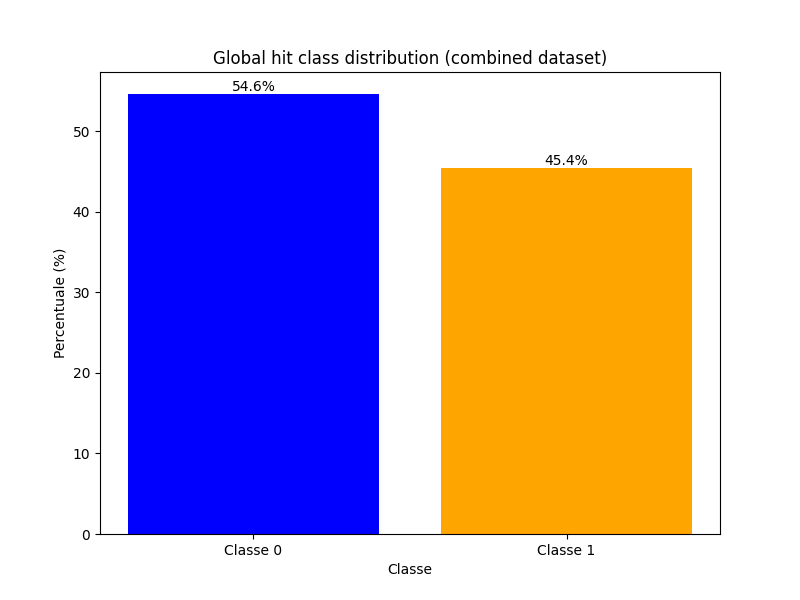 Global hit class distribution (combined dataset)
54.6%
45.4%
50
40
30
20
10
0
Percentuale (%)
Classe 0
Classe 1
Classe